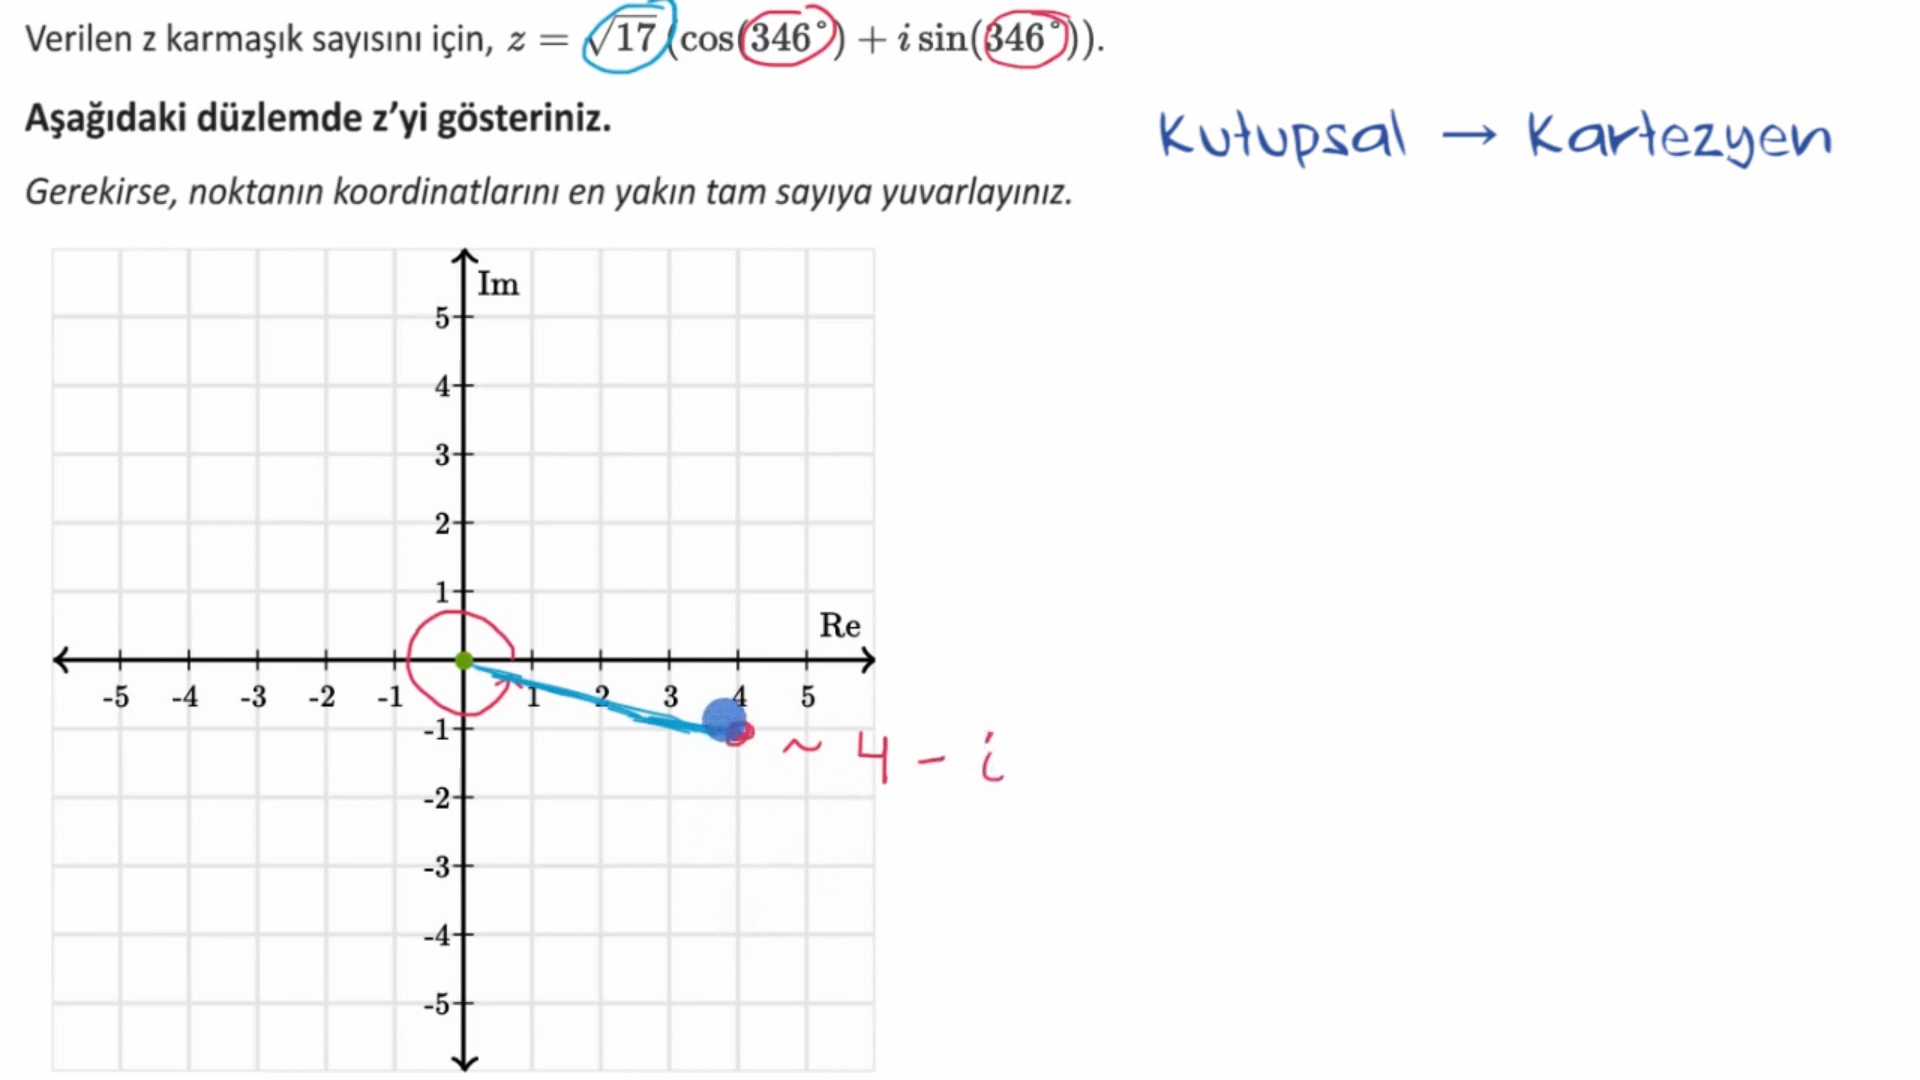 Verilen z karmaşık sayısını için, z = √17(cos(346°) + i sin(346°)).
Aşağıdaki düzlemde z'yi gösteriniz.
Kutupsal → Kartezyen
Gerekirse, noktanın koordinatlarını en yakın tam sayıya yuvarlayınız.
Im
5
4
3
2
1
Re
-5 -4 -3 -2 -1 1 2 3 4 5
-1
~ 4 - i
-2
-3
-4
-5